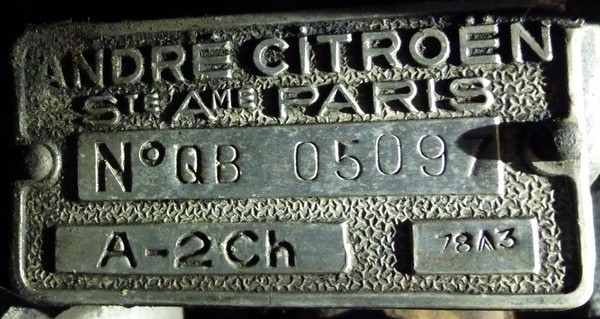 ANDRÉ CITROËN
STÉ AME PARIS
N° QB 05097
A-2Ch
78A3